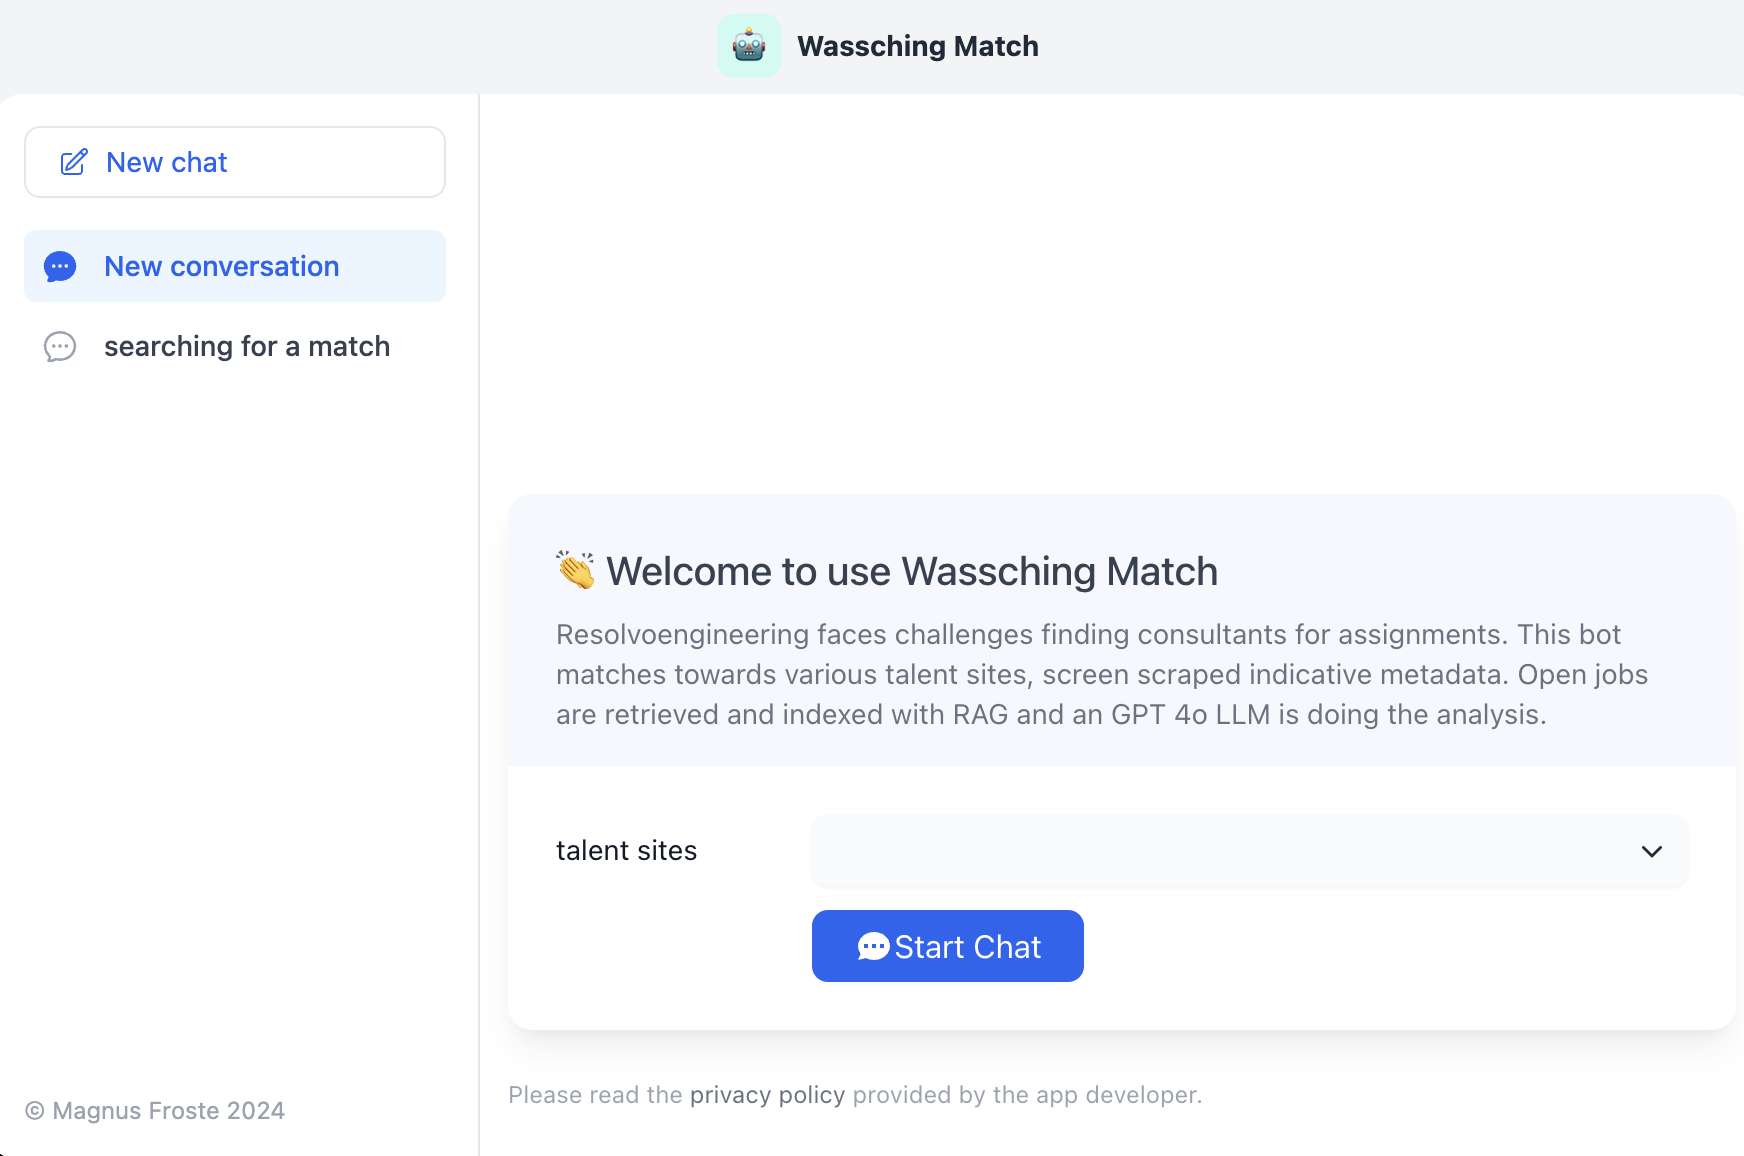 Wassching Match
New chat
New conversation
searching for a match
👏 Welcome to use Wassching Match
Resolvoengineering faces challenges finding consultants for assignments. This bot
matches towards various talent sites, screen scraped indicative metadata. Open jobs
are retrieved and indexed with RAG and an GPT 4o LLM is doing the analysis.
talent sites
Start Chat
Please read the privacy policy provided by the app developer.
© Magnus Froste 2024